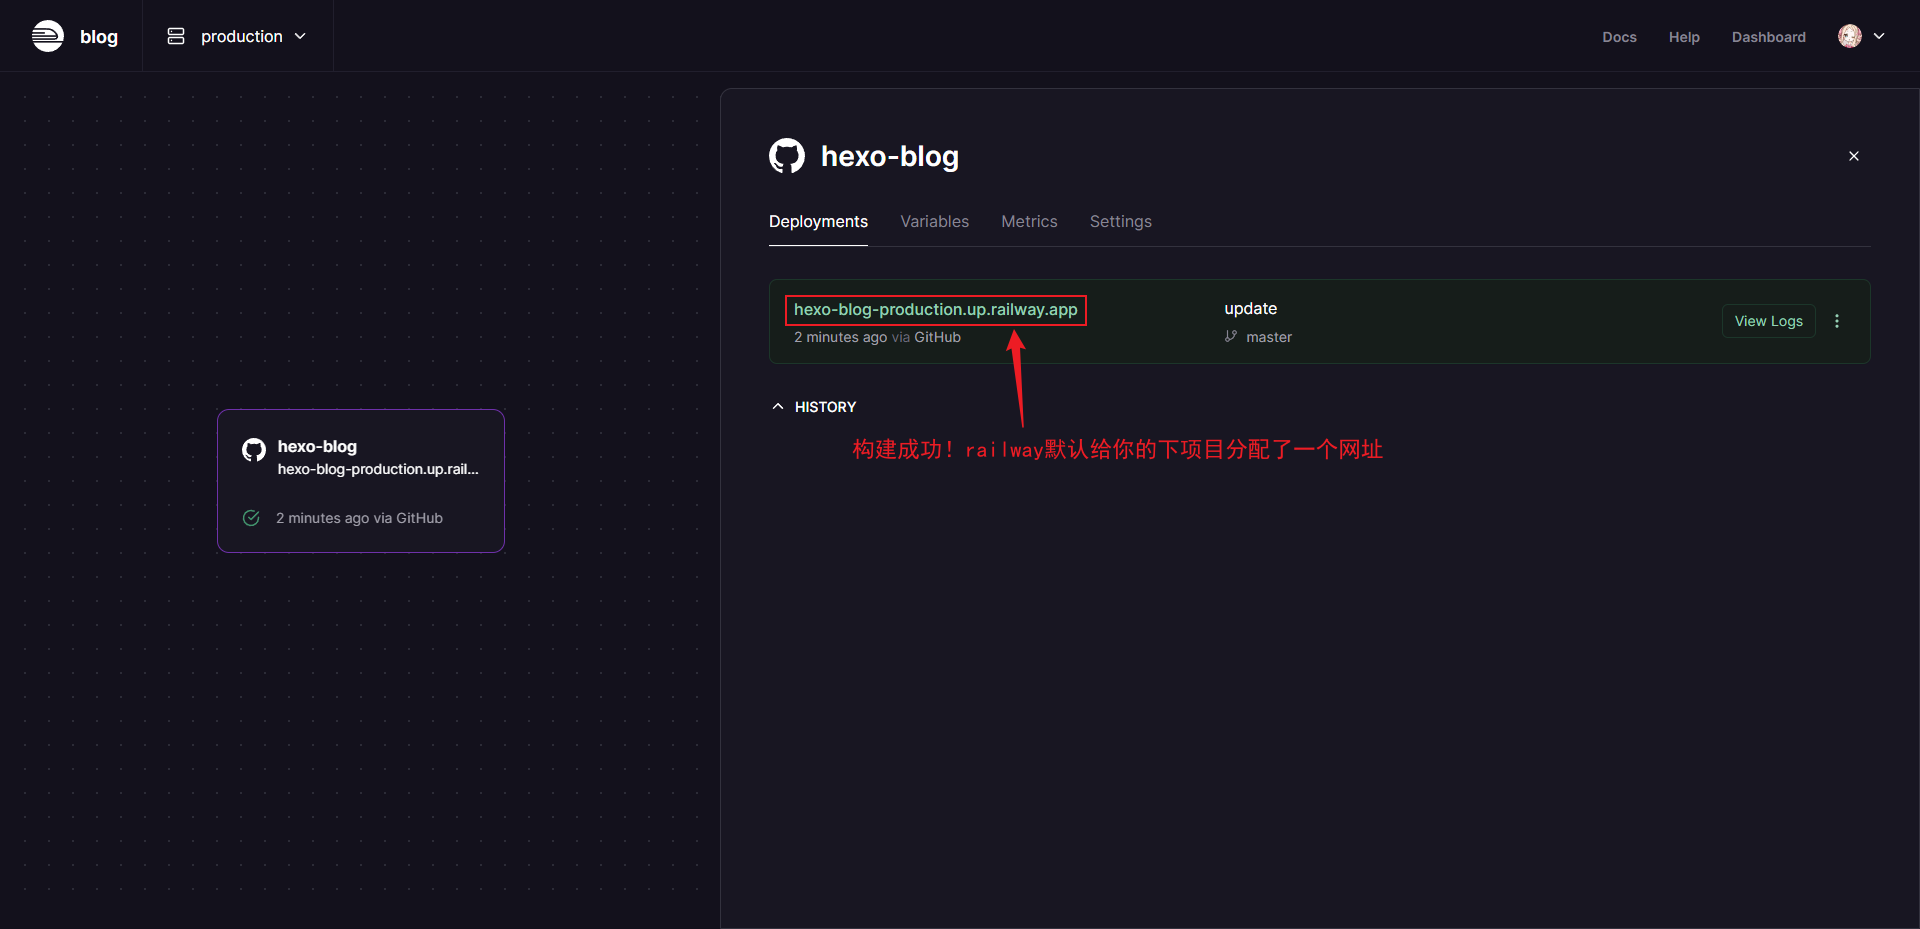 blog
production
Docs
Help
Dashboard
hexo-blog
Deployments
Variables
Metrics
Settings
hexo-blog-production.up.railway.app
2 minutes ago via GitHub
update
master
View Logs
HISTORY
构建成功！railway默认给你的下项目分配了一个网址
hexo-blog
hexo-blog-production.up.rail...
2 minutes ago via GitHub